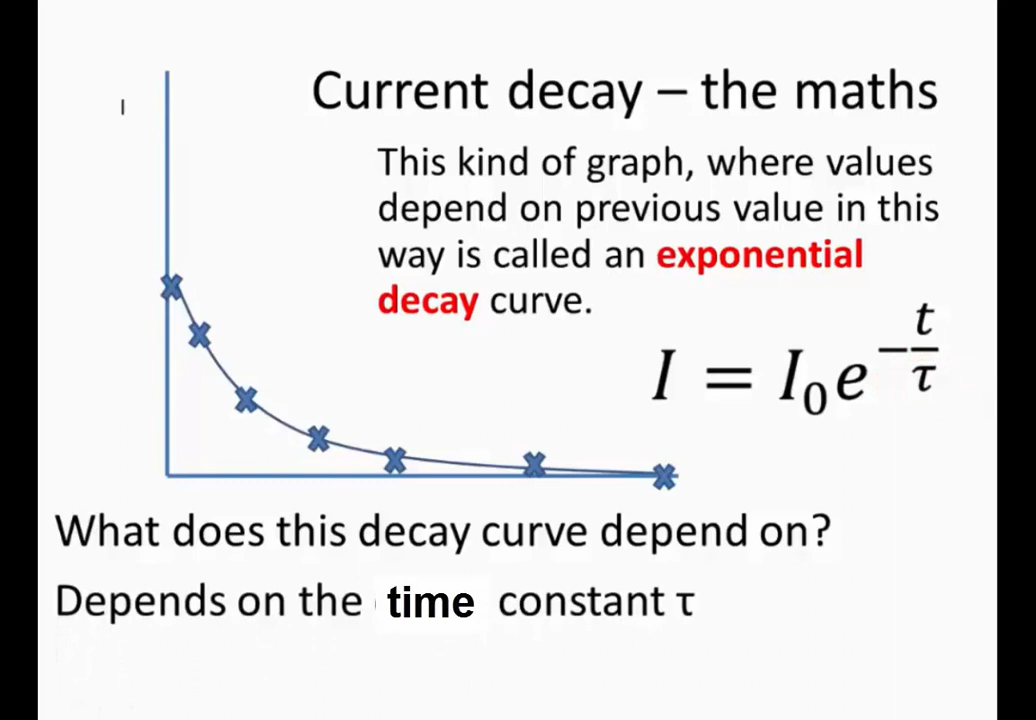 I
Current decay – the maths
This kind of graph, where values
depend on previous value in this
way is called an exponential
decay curve.
I = I₀e^(-t/τ)
What does this decay curve depend on?
Depends on the time constant τ